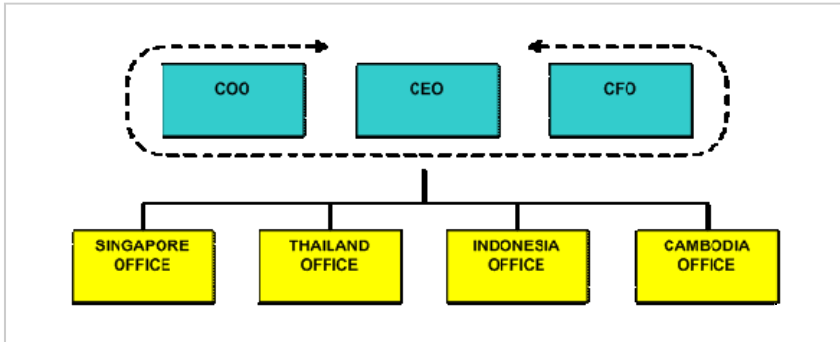 COO
CEO
CFO
SINGAPORE
OFFICE
THAILAND
OFFICE
INDONESIA
OFFICE
CAMBODIA
OFFICE